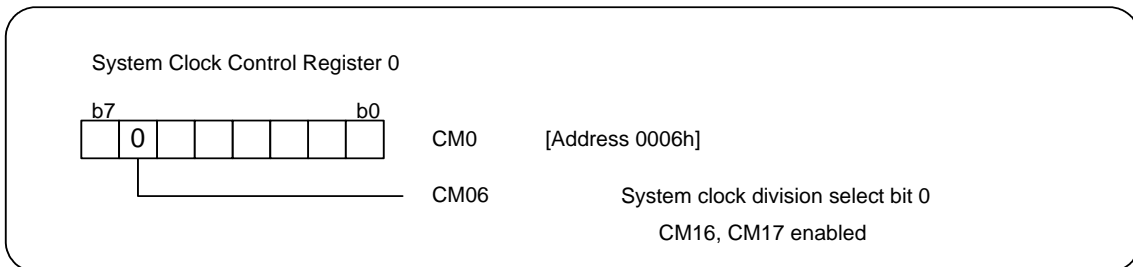 System Clock Control Register 0
b7 b0
0 CM0 [Address 0006h]
CM06 System clock division select bit 0
CM16, CM17 enabled